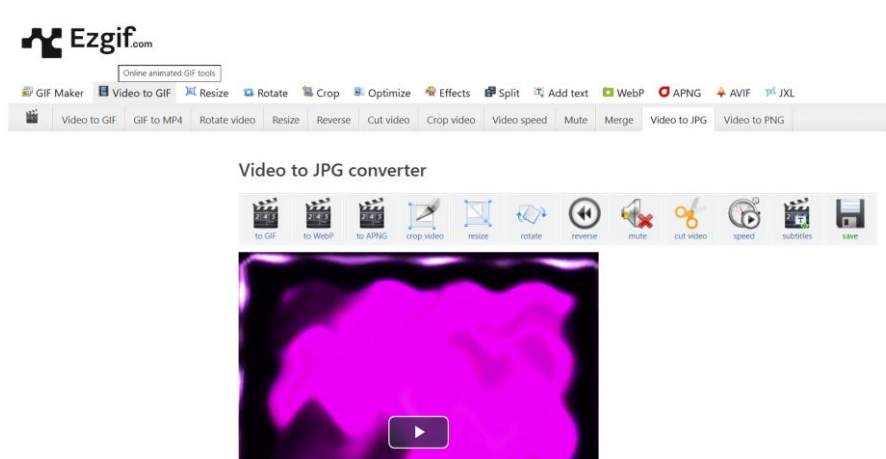 Ezgif.com
Online animated GIF tools
GIF Maker Video to GIF Resize Rotate Crop Optimize Effects Split Add text WebP APNG AVIF JXL
Video to GIF GIF to MP4 Rotate video Resize Reverse Cut video Crop video Video speed Mute Merge Video to JPG Video to PNG
Video to JPG converter
to GIF to WebP to APNG crop video resize rotate reverse mute cut video speed subtitles save